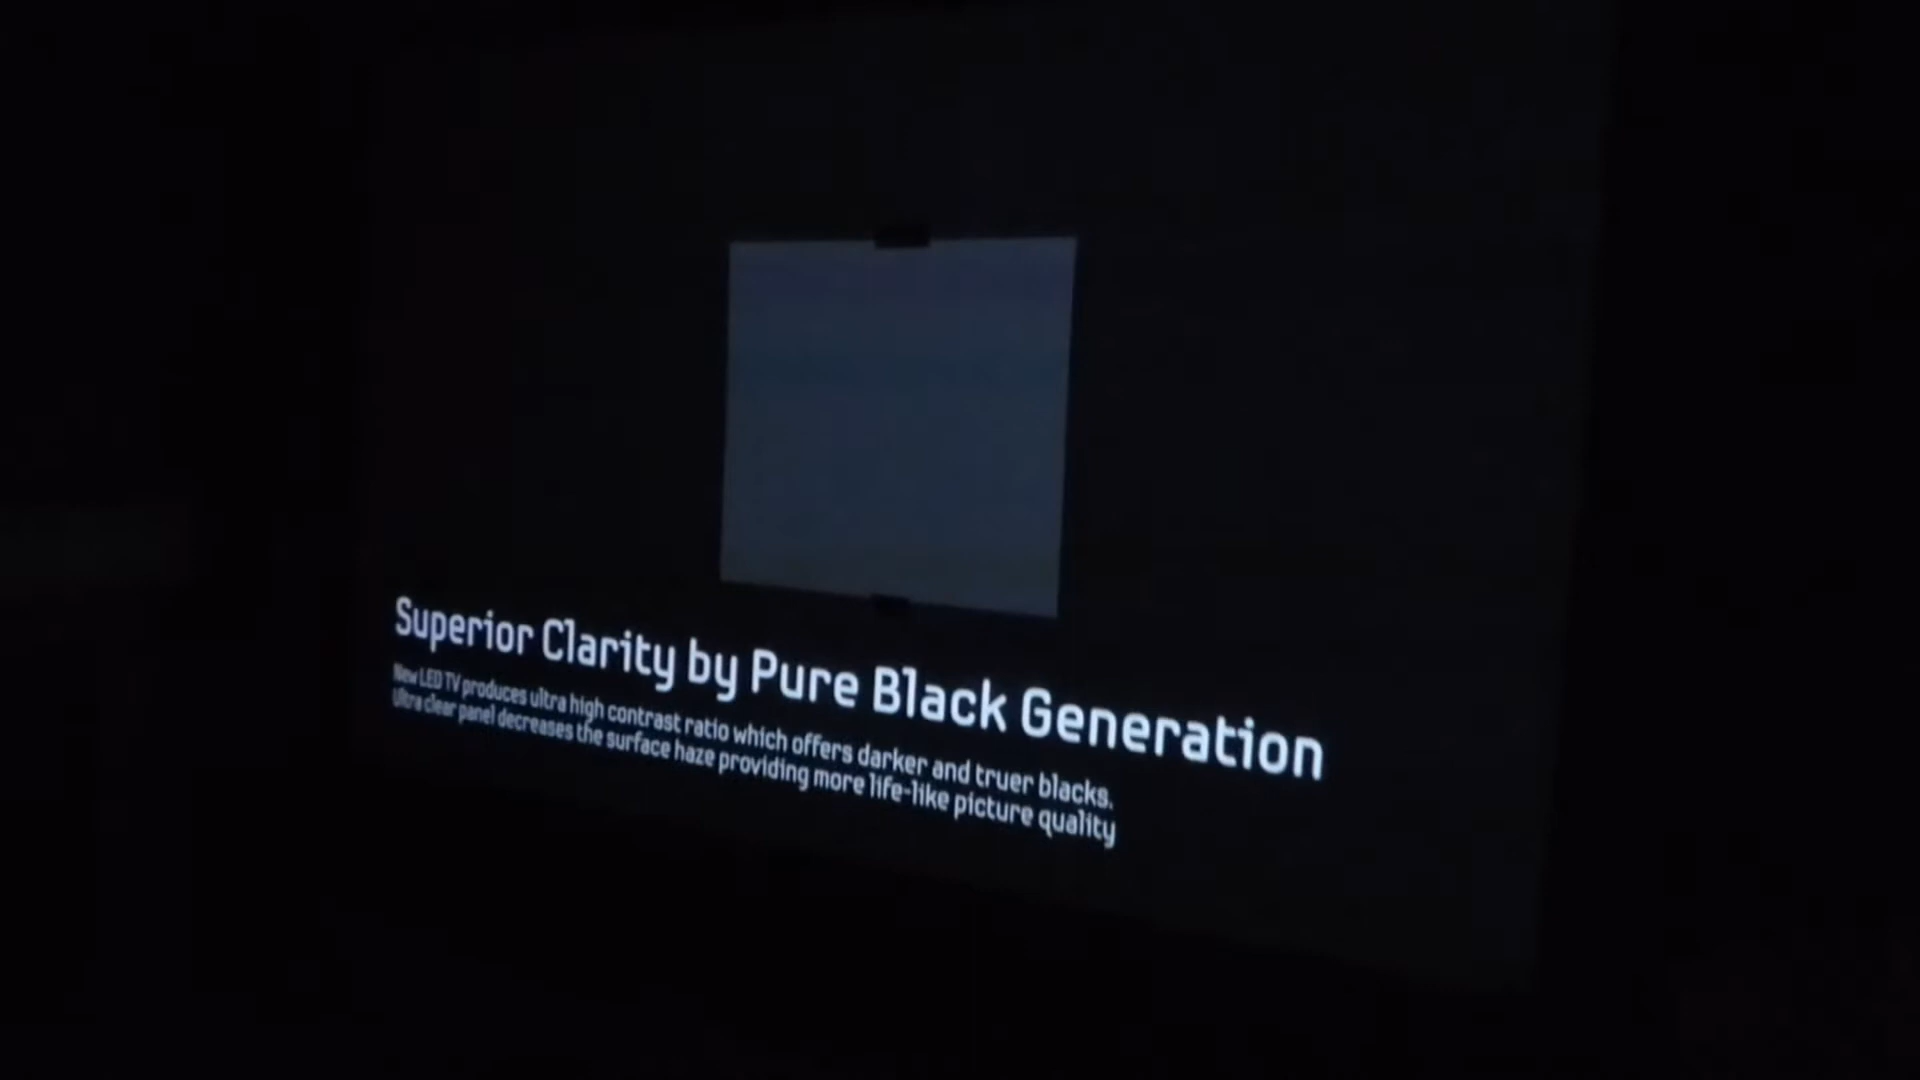 Superior Clarity by Pure Black Generation
New LED TV produces ultra high contrast ratio which offers darker and truer blacks.
Ultra clear panel decreases the surface haze providing more life-like picture quality